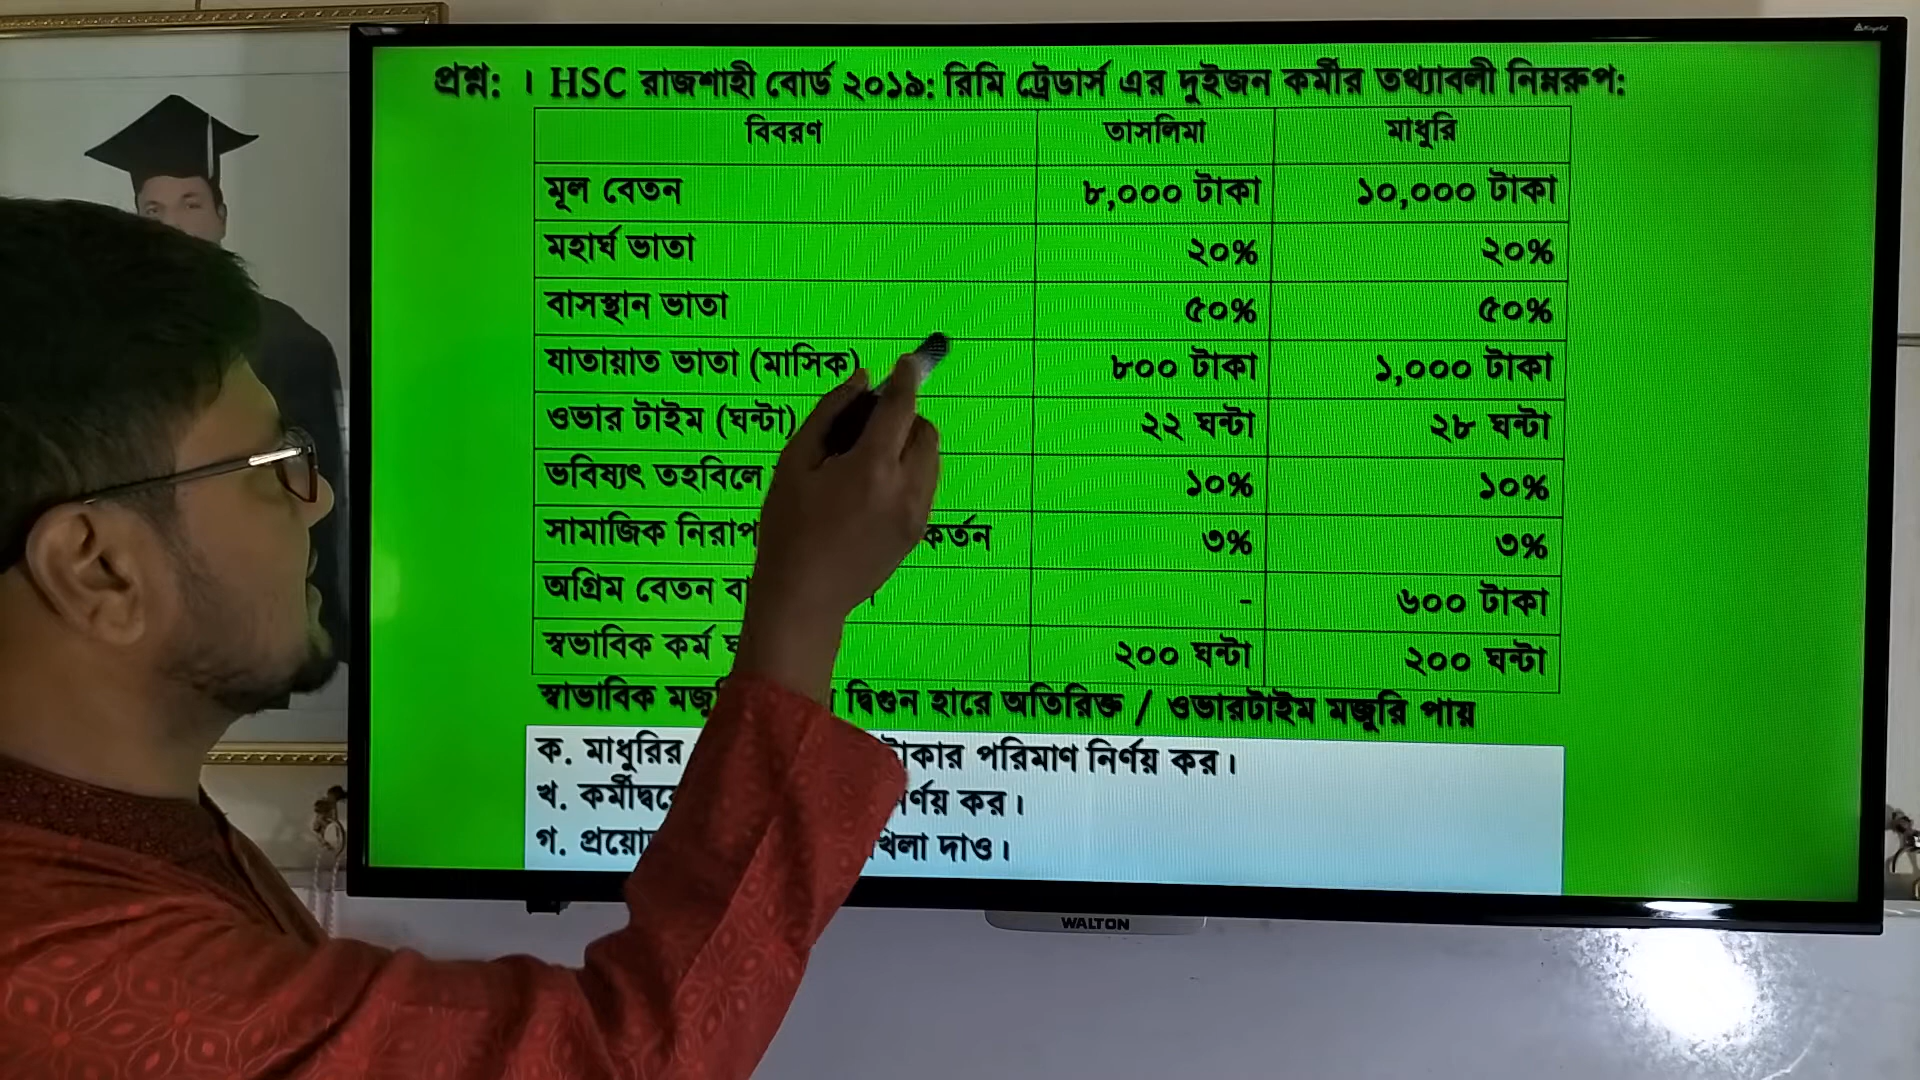 প্রশ্ন: । HSC রাজশাহী বোর্ড ২০১৯: রিমি ট্রেডার্স এর দুইজন কর্মীর তথ্যাবলী নিম্নরুপ:
বিবরণ তাসলিমা মাধুরি
মূল বেতন ৮,০০০ টাকা ১০,০০০ টাকা
মহার্ঘ ভাতা ২০% ২০%
বাসস্থান ভাতা ৫০% ৫০%
যাতায়াত ভাতা (মাসিক) ৮০০ টাকা ১,০০০ টাকা
ওভার টাইম (ঘন্টা) ২২ ঘন্টা ২৮ ঘন্টা
ভবিষ্যৎ তহবিলে ১০% ১০%
সামাজিক কর্তন ৩% ৩%
অগ্রিম বেতন - ৬০০ টাকা
স্বভাবিক কর্ম ২০০ ঘন্টা ২০০ ঘন্টা
স্বাভাবিক দ্বিগুন হারে অতিরিক্ত / ওভারটাইম মজুরি পায়
ক. মাধুরির টাকার পরিমাণ নির্ণয় কর।
খ. নির্ণয় কর।
গ. দাও।
WALTON